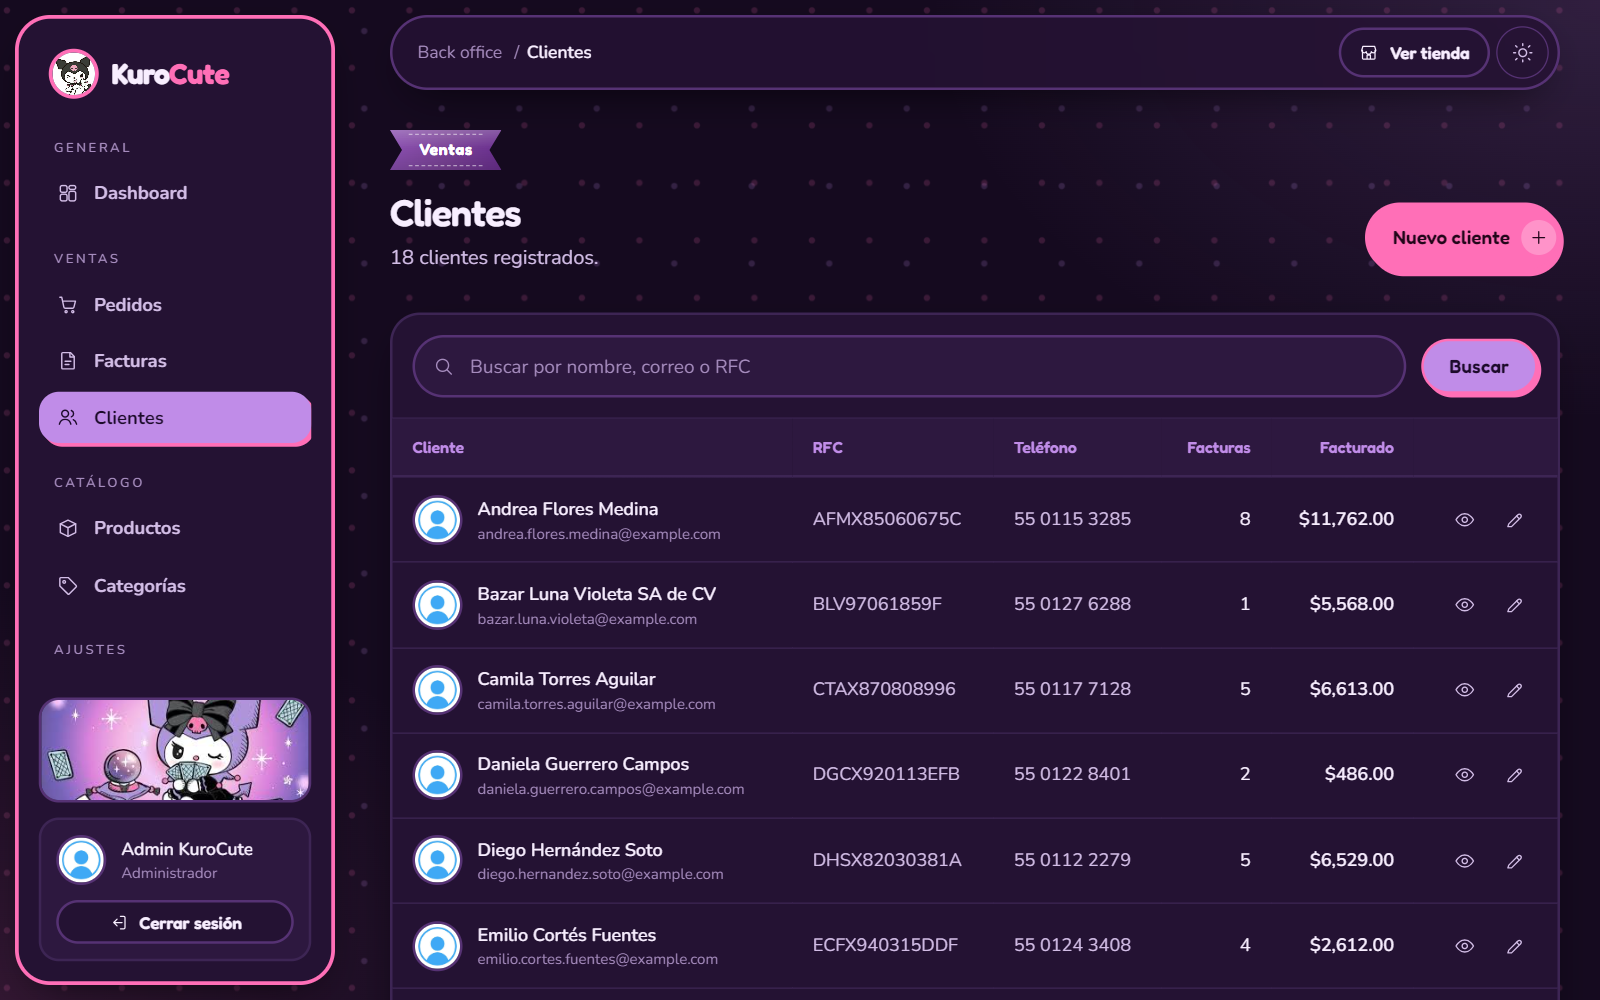 KuroCute
GENERAL
Dashboard
VENTAS
Pedidos
Facturas
Clientes
CATÁLOGO
Productos
Categorías
AJUSTES
Admin KuroCute
Administrador
Cerrar sesión
Back office / Clientes
Ver tienda
Ventas
Clientes
18 clientes registrados.
Nuevo cliente
Buscar por nombre, correo o RFC
Buscar
Cliente RFC Teléfono Facturas Facturado
Andrea Flores Medina
andrea.flores.medina@example.com
AFMX85060675C 55 0115 3285 8 $11,762.00
Bazar Luna Violeta SA de CV
bazar.luna.violeta@example.com
BLV97061859F 55 0127 6288 1 $5,568.00
Camila Torres Aguilar
camila.torres.aguilar@example.com
CTAX870808996 55 0117 7128 5 $6,613.00
Daniela Guerrero Campos
daniela.guerrero.campos@example.com
DGCX920113EFB 55 0122 8401 2 $486.00
Diego Hernández Soto
diego.hernandez.soto@example.com
DHSX82030381A 55 0112 2279 5 $6,529.00
Emilio Cortés Fuentes
emilio.cortes.fuentes@example.com
ECFX940315DDF 55 0124 3408 4 $2,612.00